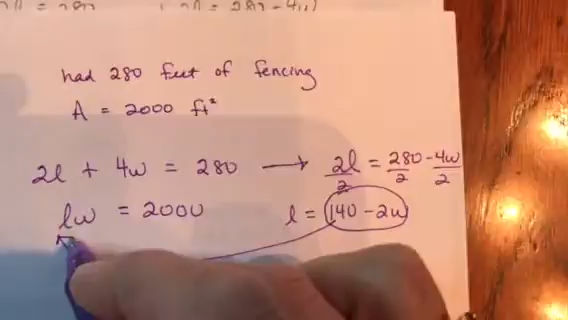 had 280 feet of fencing
A = 2000 ft²
2l + 4w = 280 → 2l/2 = 280/2 - 4w/2
lw = 2000 l = 140 - 2w